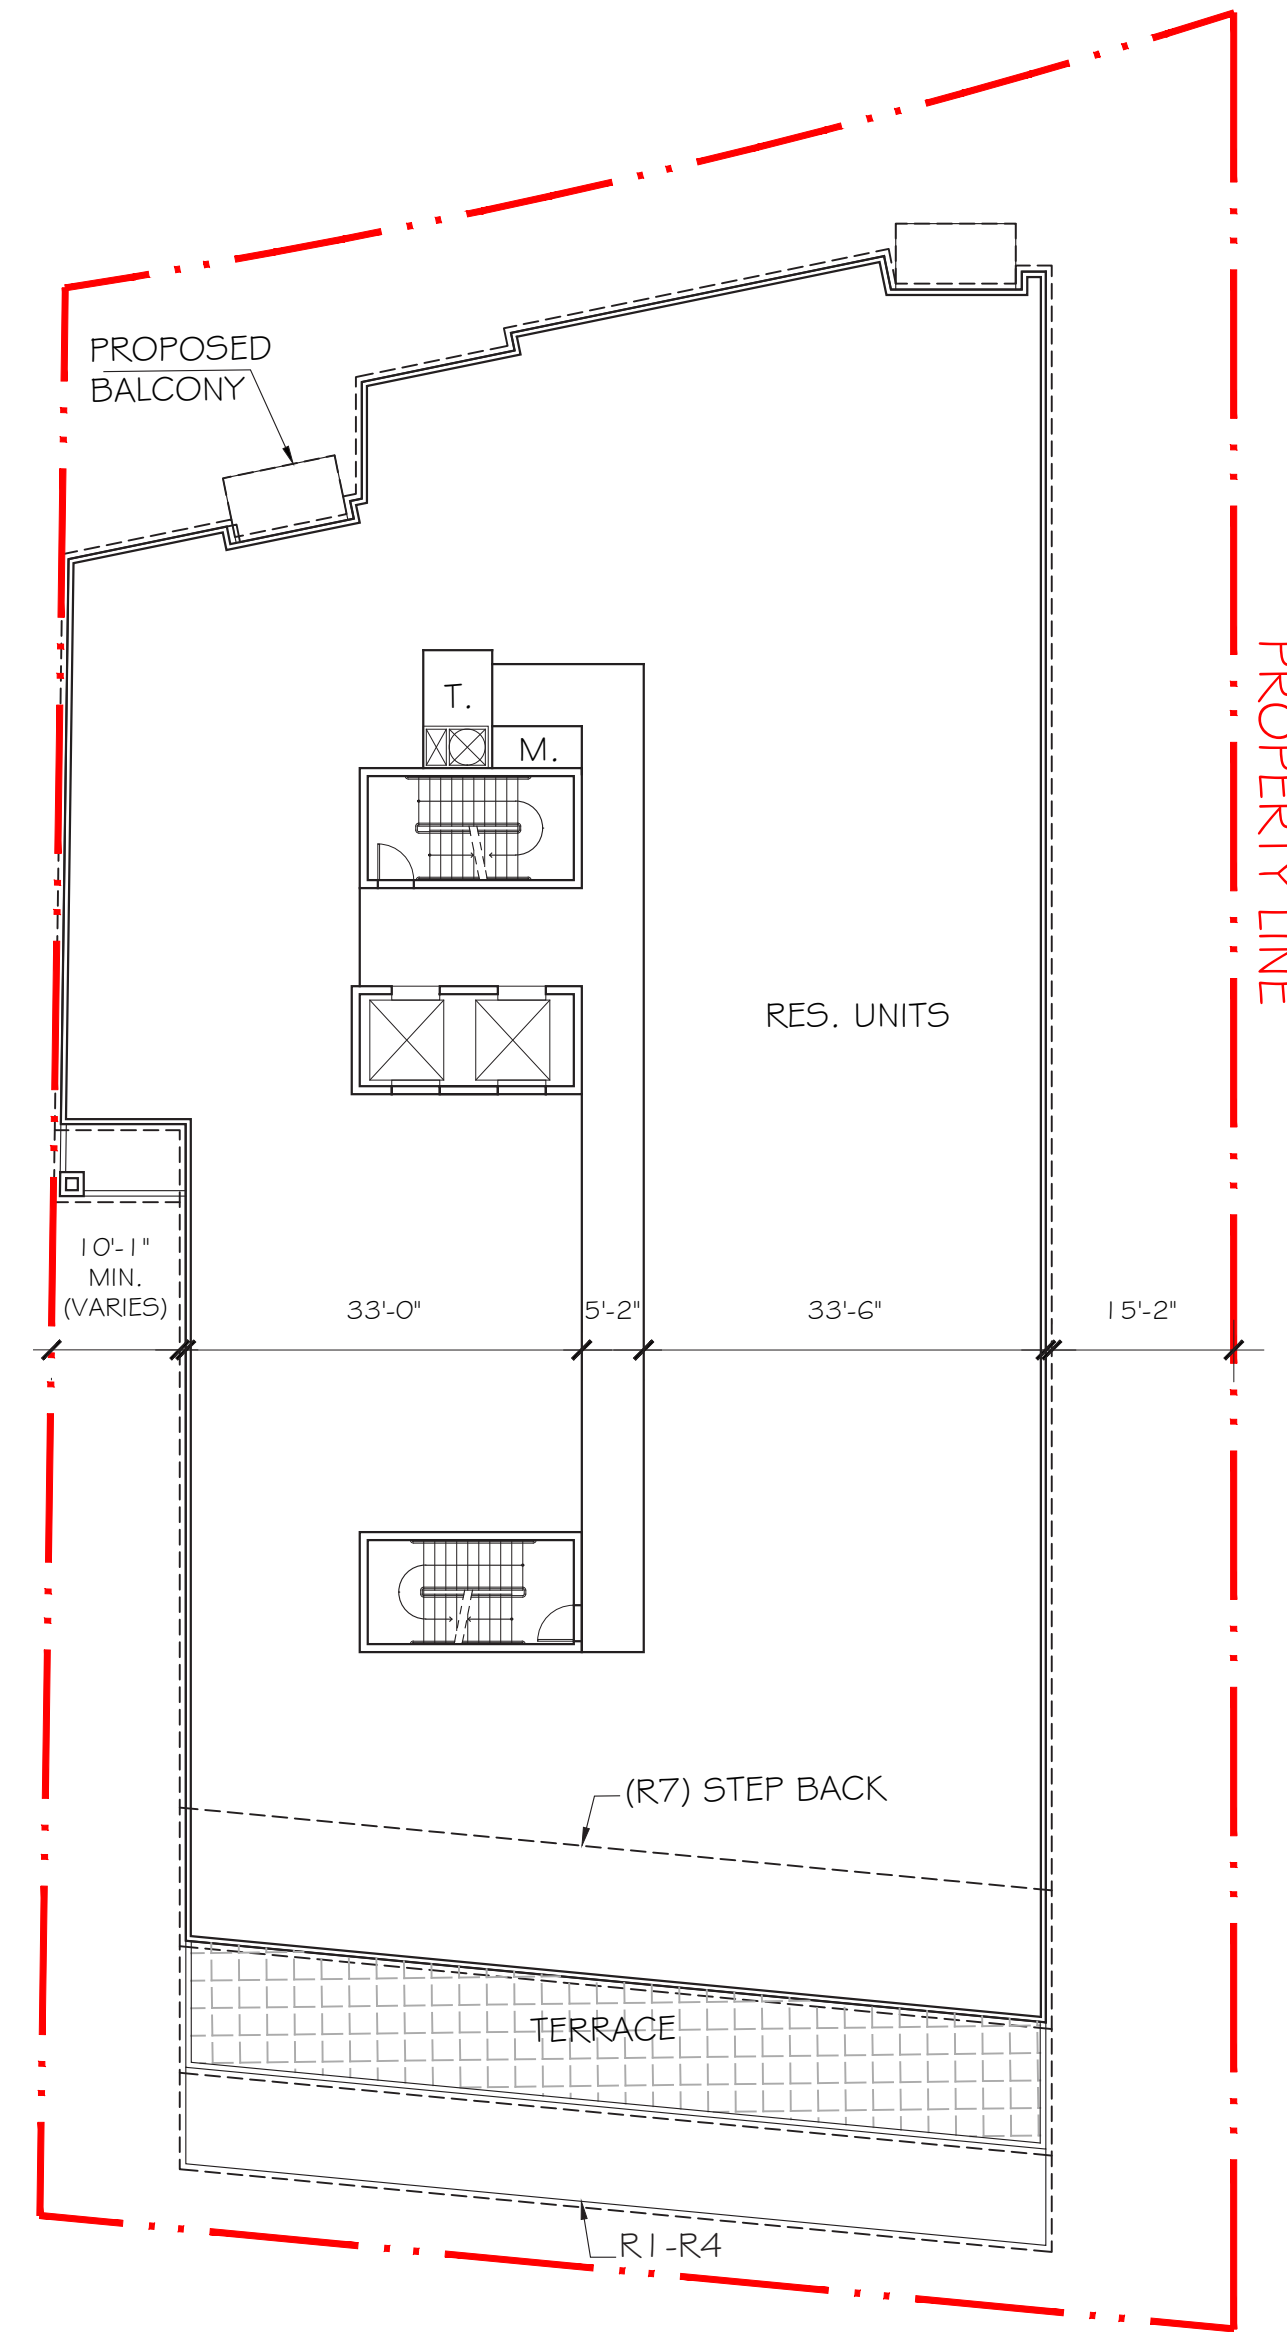 PROPOSED
BALCONY
T.
M.
PROPERTY LINE
RES. UNITS
10'-1"
MIN.
(VARIES)
33'-0"
5'-2"
33'-6"
15'-2"
(R7) STEP BACK
TERRACE
R1-R4